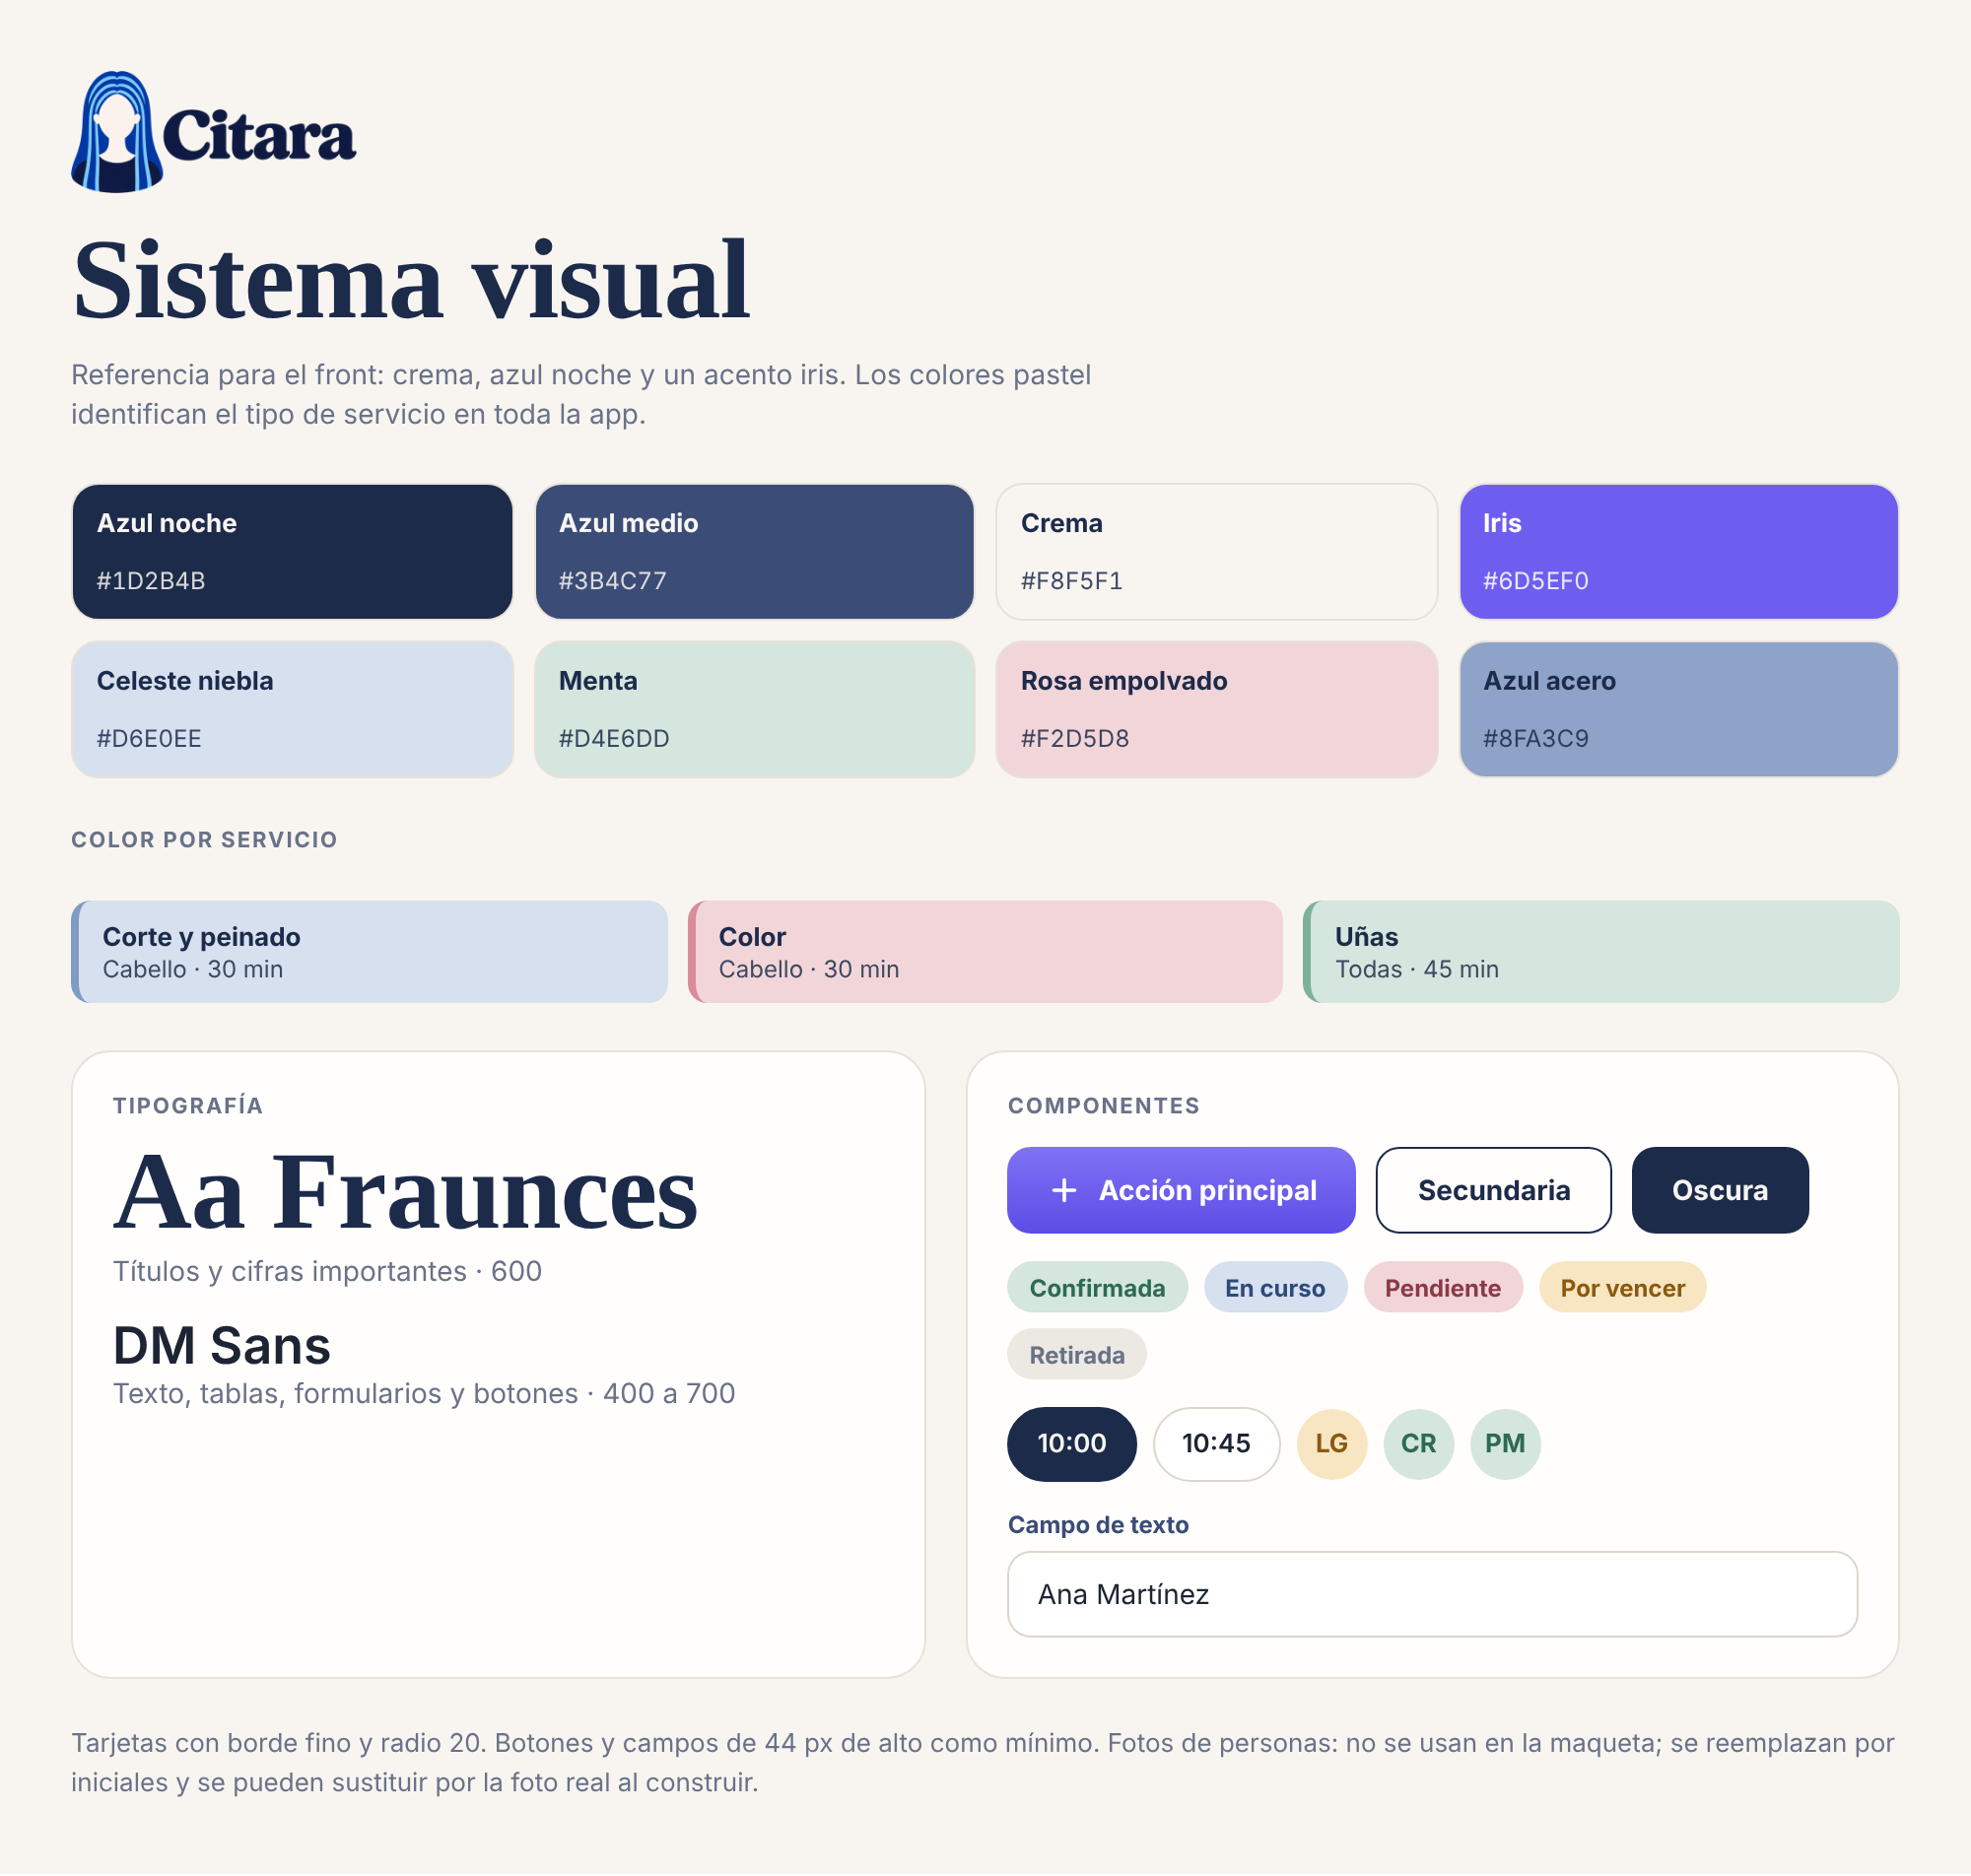 Citara
Sistema visual
Referencia para el front: crema, azul noche y un acento iris. Los colores pastel
identifican el tipo de servicio en toda la app.
Azul noche
#1D2B4B
Azul medio
#3B4C77
Crema
#F8F5F1
Iris
#6D5EF0
Celeste niebla
#D6E0EE
Menta
#D4E6DD
Rosa empolvado
#F2D5D8
Azul acero
#8FA3C9
COLOR POR SERVICIO
Corte y peinado
Cabello · 30 min
Color
Cabello · 30 min
Uñas
Todas · 45 min
TIPOGRAFÍA
Aa Fraunces
Títulos y cifras importantes · 600
DM Sans
Texto, tablas, formularios y botones · 400 a 700
COMPONENTES
+ Acción principal
Secundaria
Oscura
Confirmada
En curso
Pendiente
Por vencer
Retirada
10:00
10:45
LG
CR
PM
Campo de texto
Ana Martínez
Tarjetas con borde fino y radio 20. Botones y campos de 44 px de alto como mínimo. Fotos de personas: no se usan en la maqueta; se reemplazan por
iniciales y se pueden sustituir por la foto real al construir.